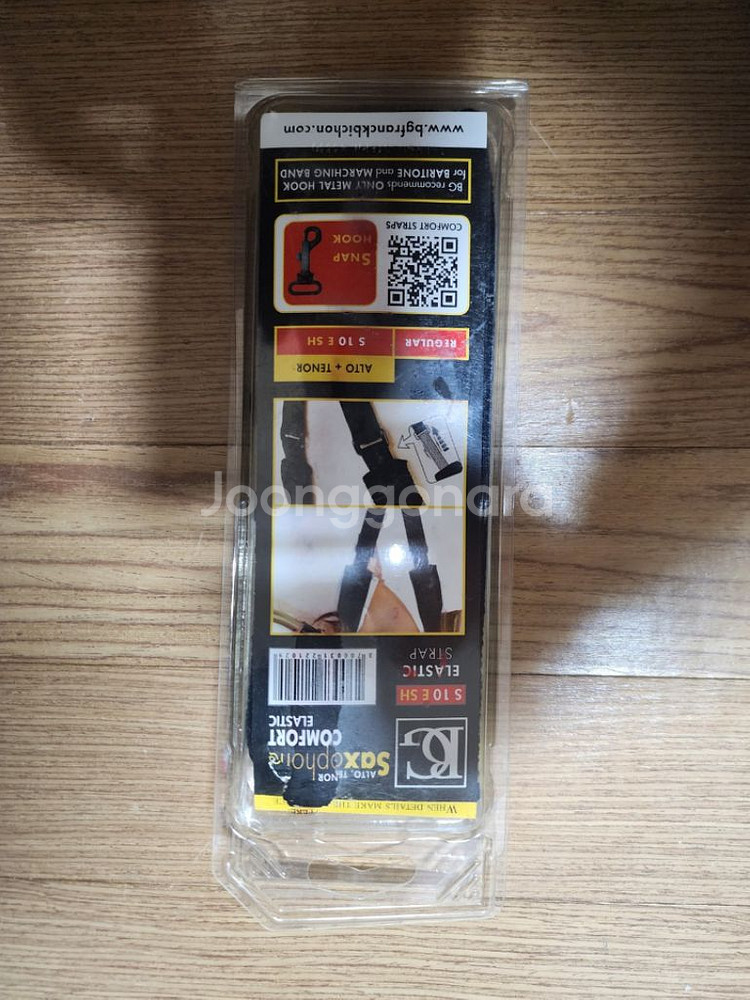 WHEN DETAILS MAKE THE
BG
ALTO, TENOR
Saxophone
COMFORT
ELASTIC
S 10 E SH
ELASTIC
STRAP
ALTO + TENOR
REGULAR
S 10 E SH
COMFORT STRAPS
SNAP
HOOK
BG recommends ONLY METAL HOOK
for BARITONE and MARCHING BAND
www.bgfranckbichon.com
Joonggonara